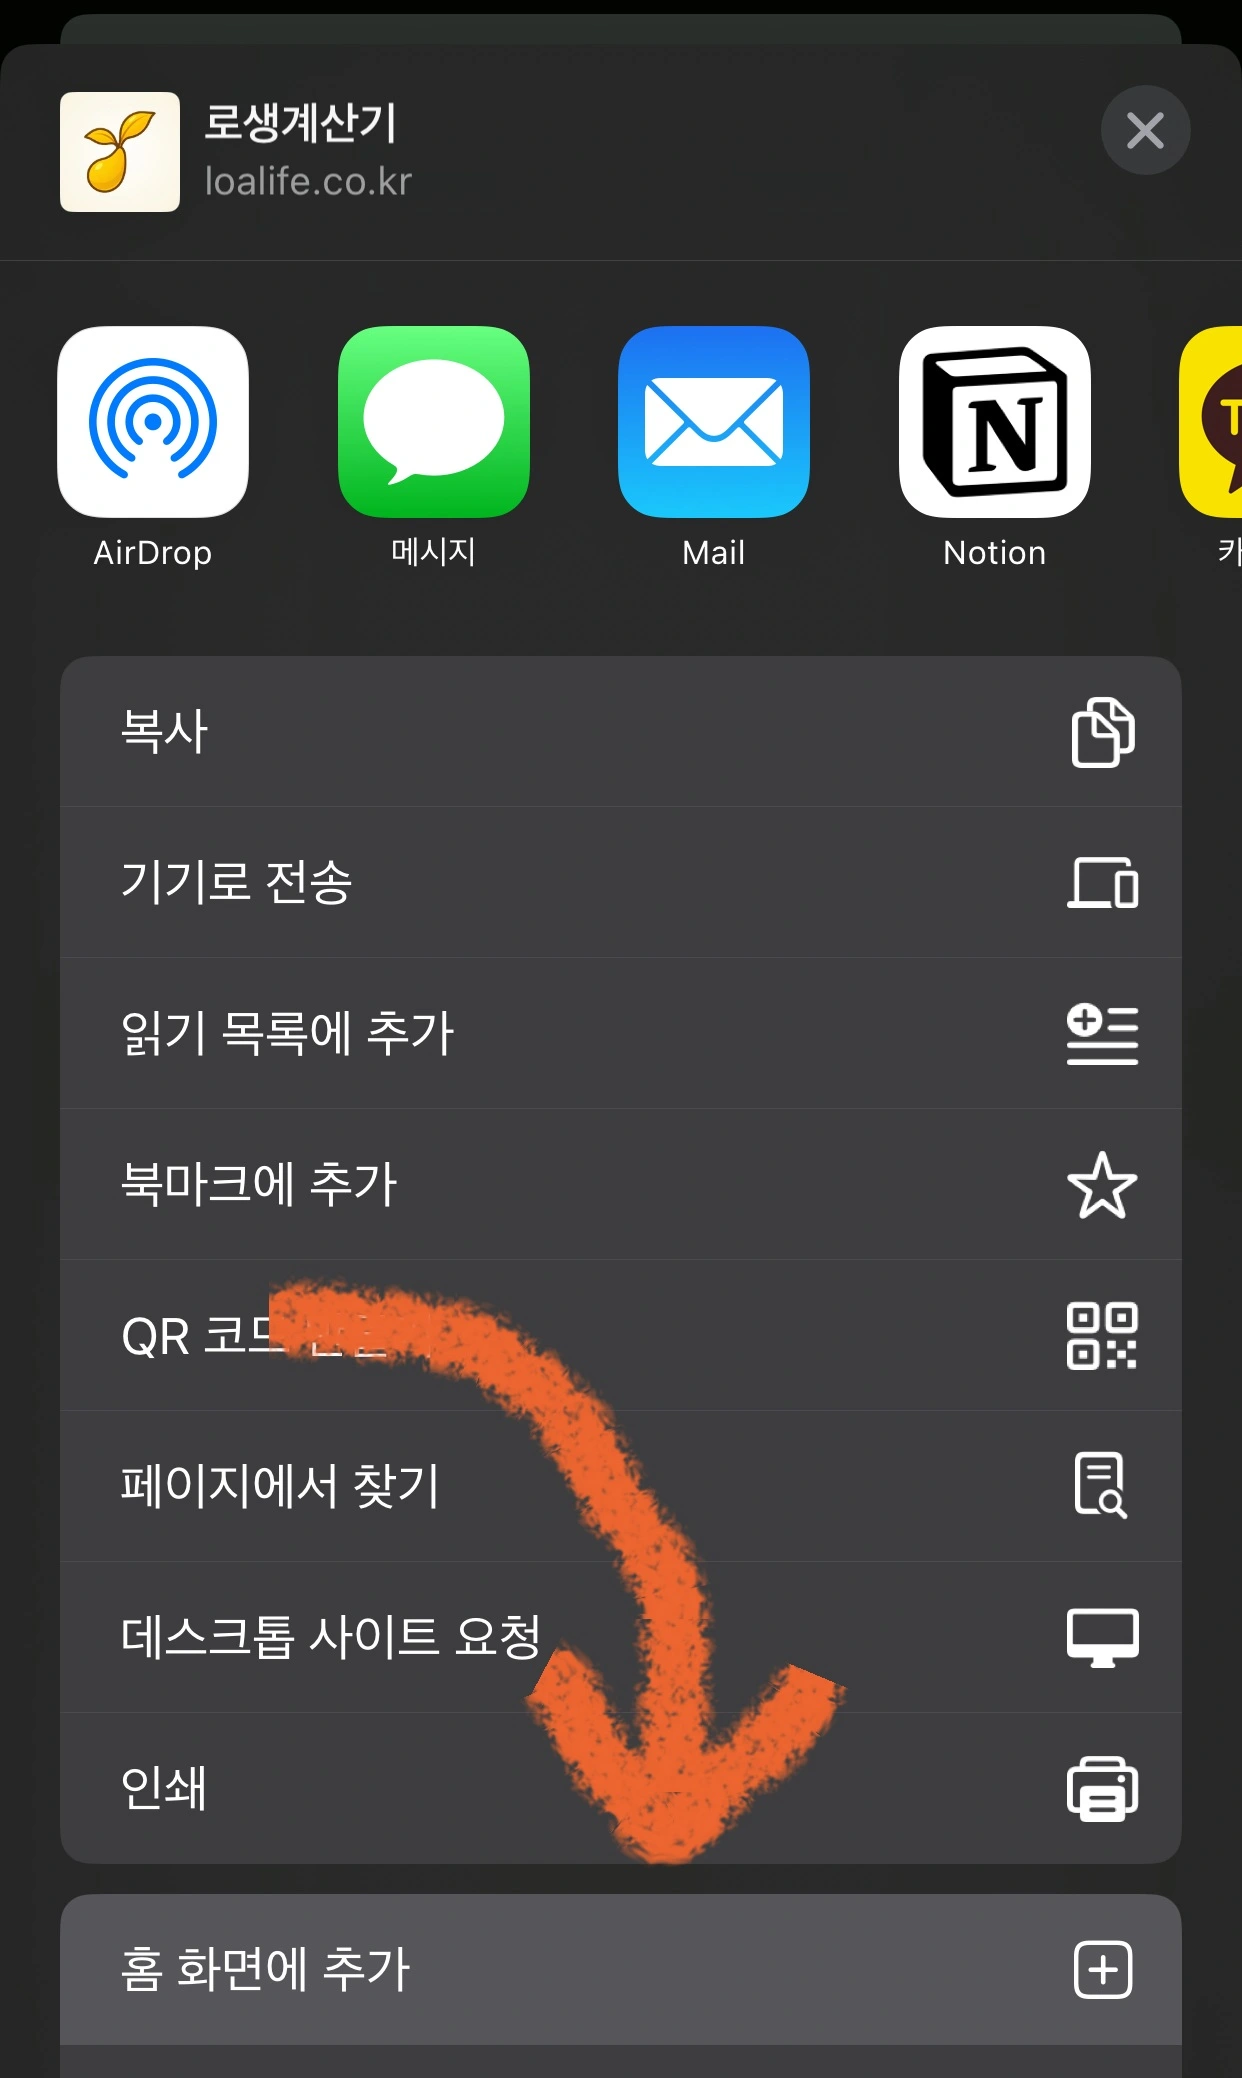 로생계산기
loalife.co.kr
AirDrop
메시지
Mail
Notion
카
복사
기기로 전송
읽기 목록에 추가
북마크에 추가
QR 코드
페이지에서 찾기
데스크톱 사이트 요청
인쇄
홈 화면에 추가